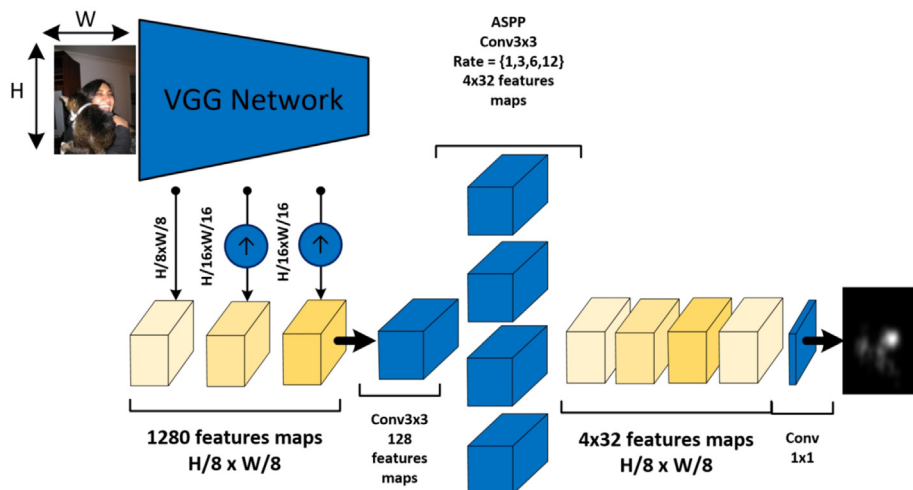 W
H
VGG Network
ASPP
Conv3x3
Rate = {1,3,6,12}
4x32 features
maps
H/8xW/8
H/16xW/16
H/16xW/16
1280 features maps
H/8 x W/8
Conv3x3
128
features
maps
4x32 features maps
H/8 x W/8
Conv
1x1